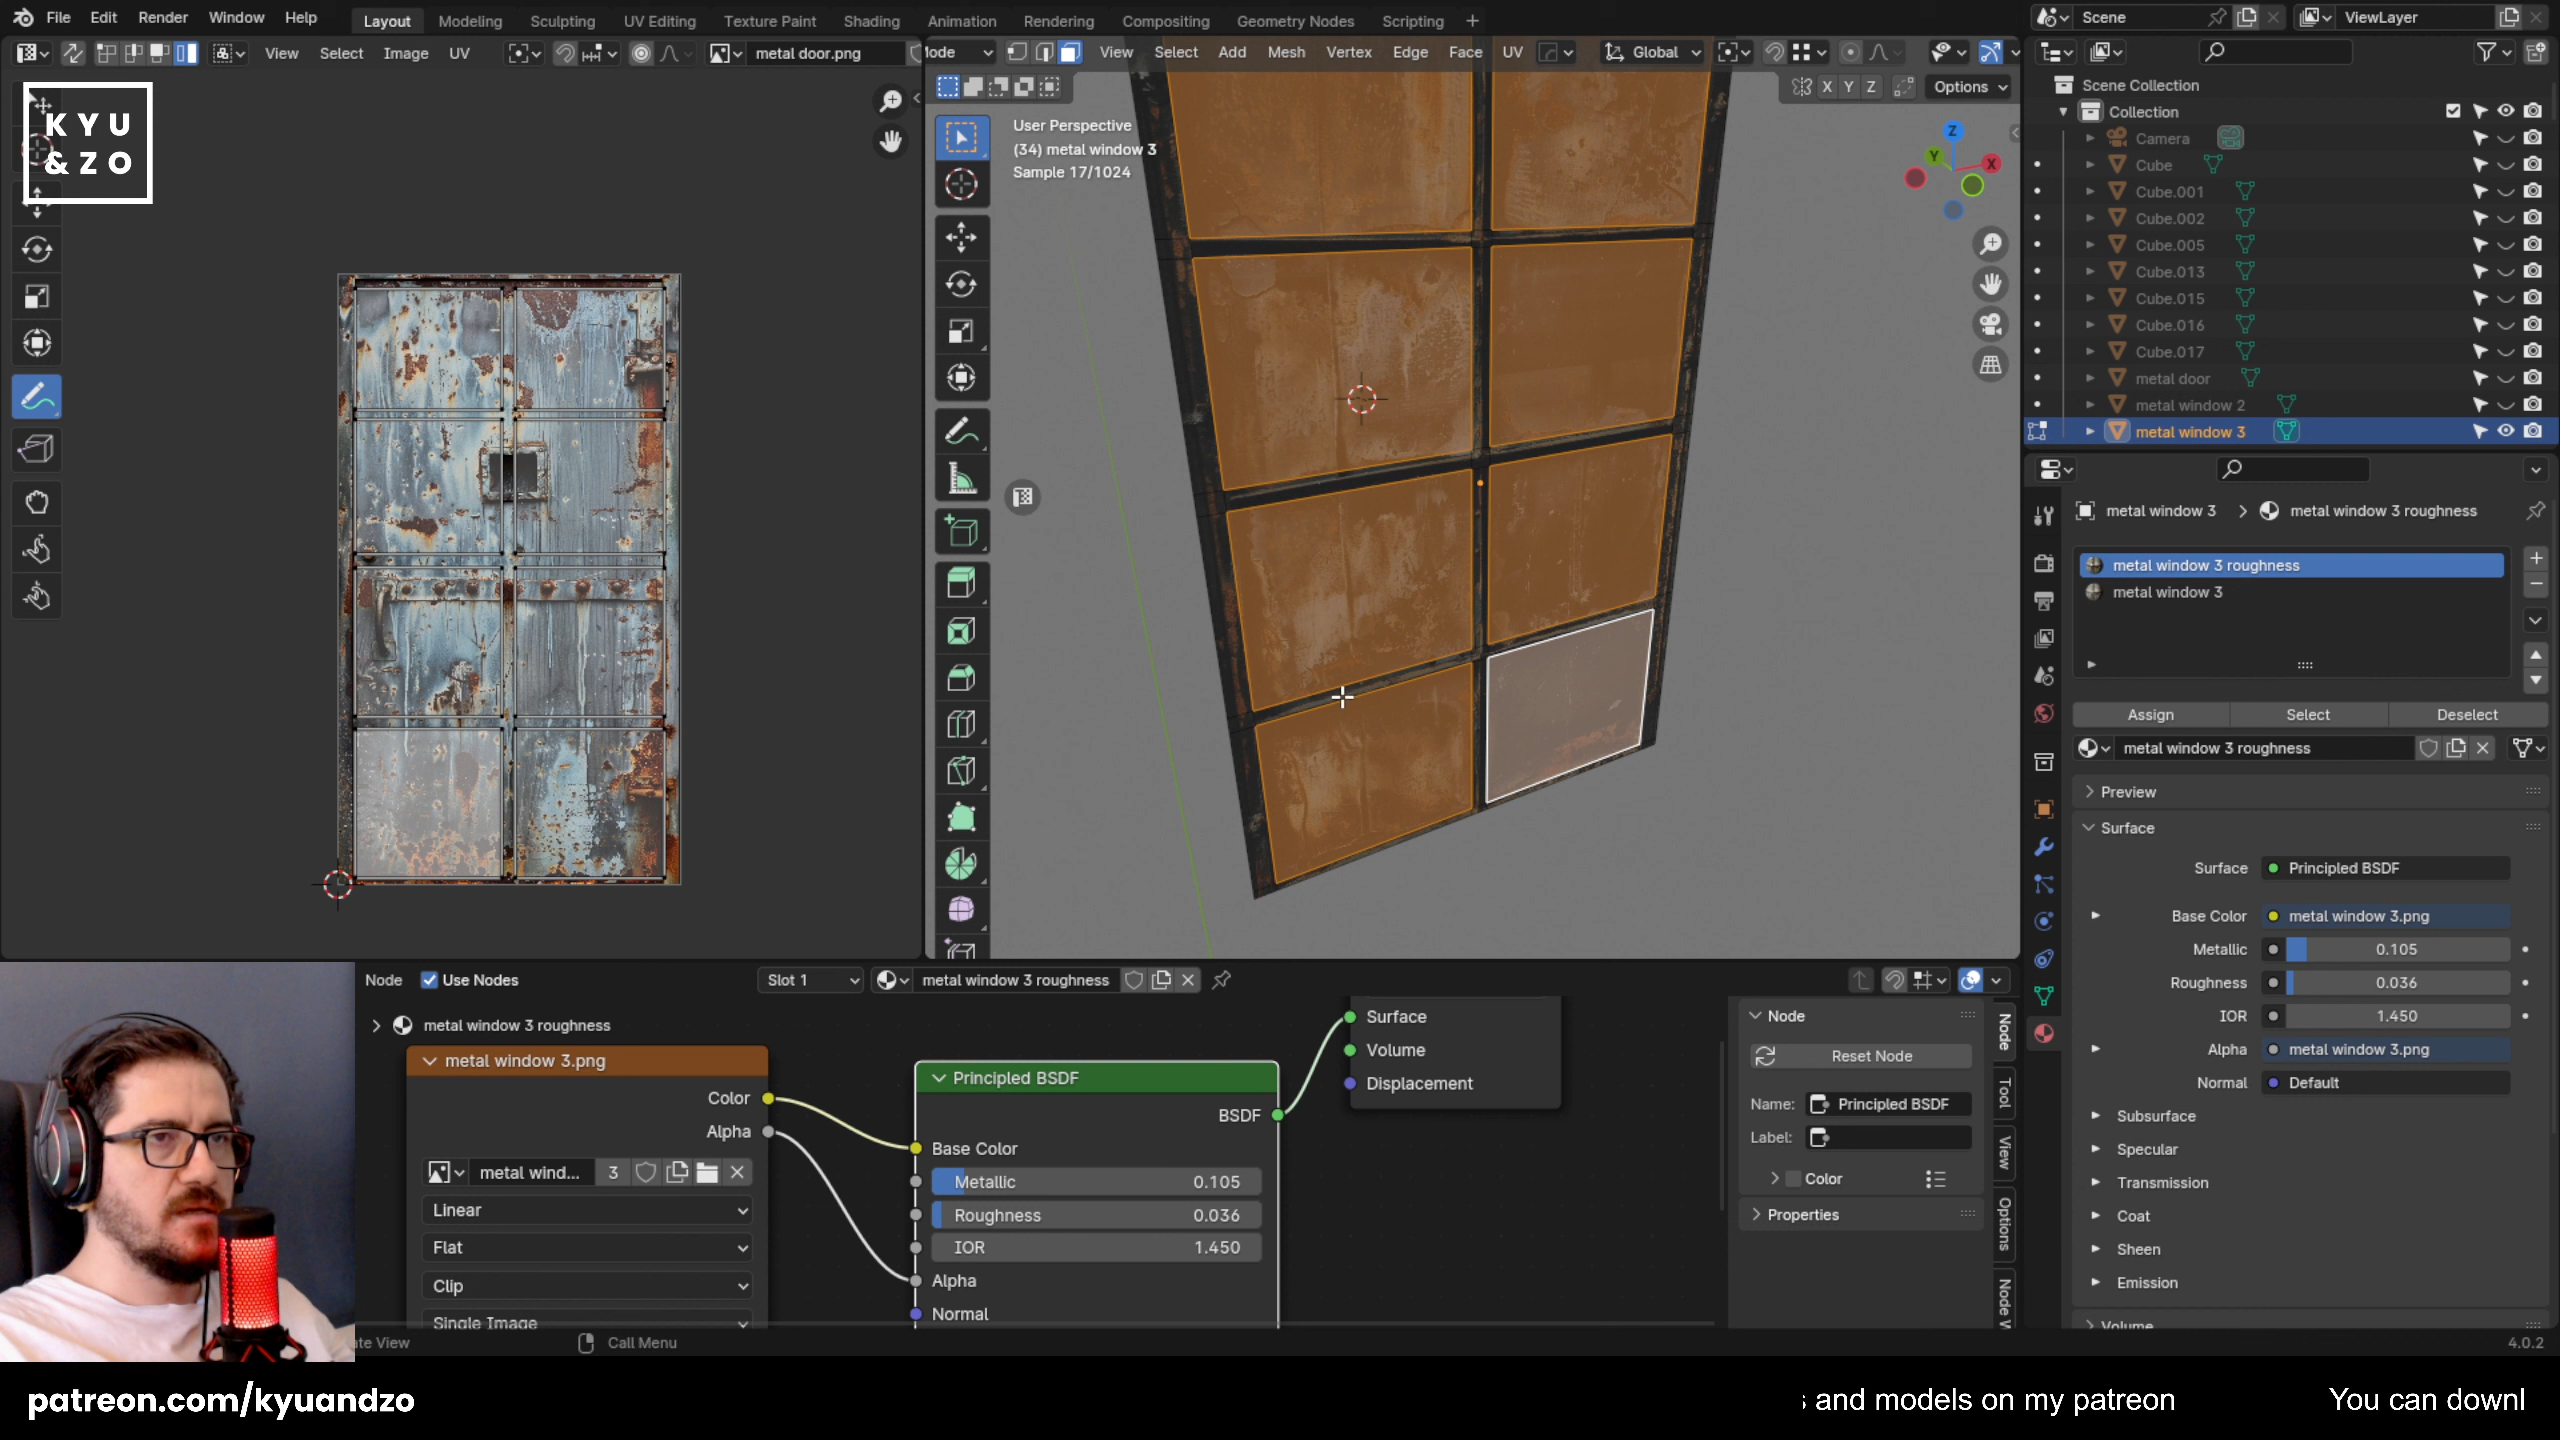 File Edit Render Window Help
Layout Modeling Sculpting UV Editing Texture Paint Shading Animation Rendering Compositing Geometry Nodes Scripting
Scene
ViewLayer
View Select Image UV
metal door.png
Mode
View Select Add Mesh Vertex Edge Face UV
Global
X Y Z
Options
KYU
&ZO
User Perspective
(34) metal window 3
Sample 17/1024
Z
Y
X
Scene Collection
Collection
Camera
Cube
Cube.001
Cube.002
Cube.005
Cube.013
Cube.015
Cube.016
Cube.017
metal door
metal window 2
metal window 3
metal window 3 > metal window 3 roughness
metal window 3 roughness
metal window 3
Assign Select Deselect
metal window 3 roughness
Preview
Surface
Surface Principled BSDF
Base Color metal window 3.png
Metallic 0.105
Roughness 0.036
IOR 1.450
Alpha metal window 3.png
Normal Default
Subsurface
Specular
Transmission
Coat
Sheen
Emission
Volume
4.0.2
Node Use Nodes Slot 1 metal window 3 roughness
metal window 3 roughness
metal window 3.png
Color
Alpha
metal wind... 3
Linear
Flat
Clip
Single Image
Principled BSDF
BSDF
Base Color
Metallic 0.105
Roughness 0.036
IOR 1.450
Alpha
Normal
Surface
Volume
Displacement
Node
Reset Node
Name: Principled BSDF
Label:
Color
Properties
Node
Tool
View
Options
Node W
te View
Call Menu
patreon.com/kyuandzo
s and models on my patreon
You can downl